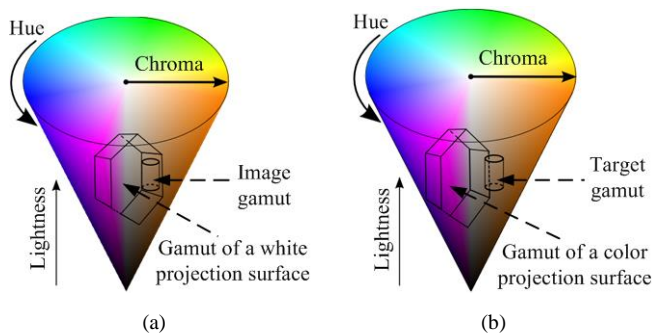 Hue
Chroma
Lightness
Image
gamut
Gamut of a white
projection surface
(a)
Hue
Chroma
Lightness
Target
gamut
Gamut of a color
projection surface
(b)